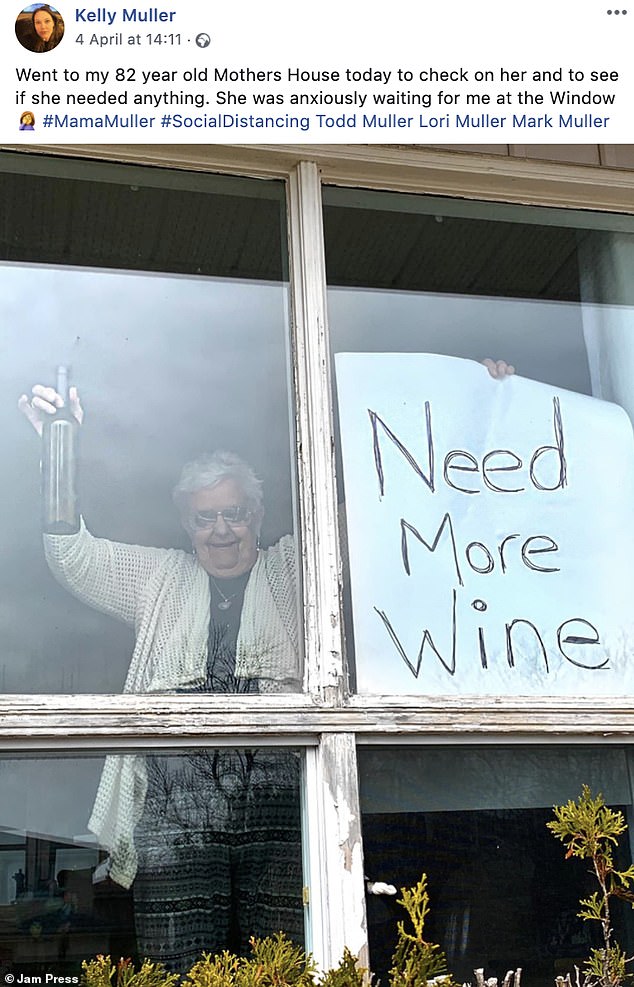 Kelly Muller
4 April at 14:11 ·
Went to my 82 year old Mothers House today to check on her and to see
if she needed anything. She was anxiously waiting for me at the Window
🤦‍♀️ #MamaMuller #SocialDistancing Todd Muller Lori Muller Mark Muller
Need
More
Wine
©Jam Press